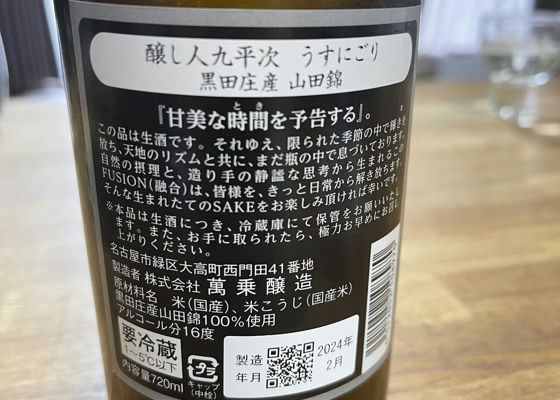 醸し人九平次 うすにごり
黒田庄産 山田錦
『甘美な時間を予告する』。
とき
この品は生酒です。それゆえ、限られた季節の中で輝きを
放ち、天地のリズムと共に、まだ瓶の中で息づいております。
自然の摂理と、造り手の静謐な思考から生まれるこの
FUSION(融合)は、皆様を、きっと日常から解き放ちます。
そんな生まれたてのSAKEをお楽しみ頂ければ幸いです。
※本品は生酒につき、冷蔵庫にて保管をお願いいたし
ます。また、お手に取られたら、極力お早めにお召し
上がりください。
名古屋市緑区大高町西門田41番地
製造者 株式会社 萬乗醸造
原材料名 米(国産)、米こうじ(国産米)
黒田庄産山田錦100%使用
アルコール分16度
要冷蔵
1〜5℃以下
内容量720ml
プラ
キャップ
(中栓)
製造
年月
2024年
2月